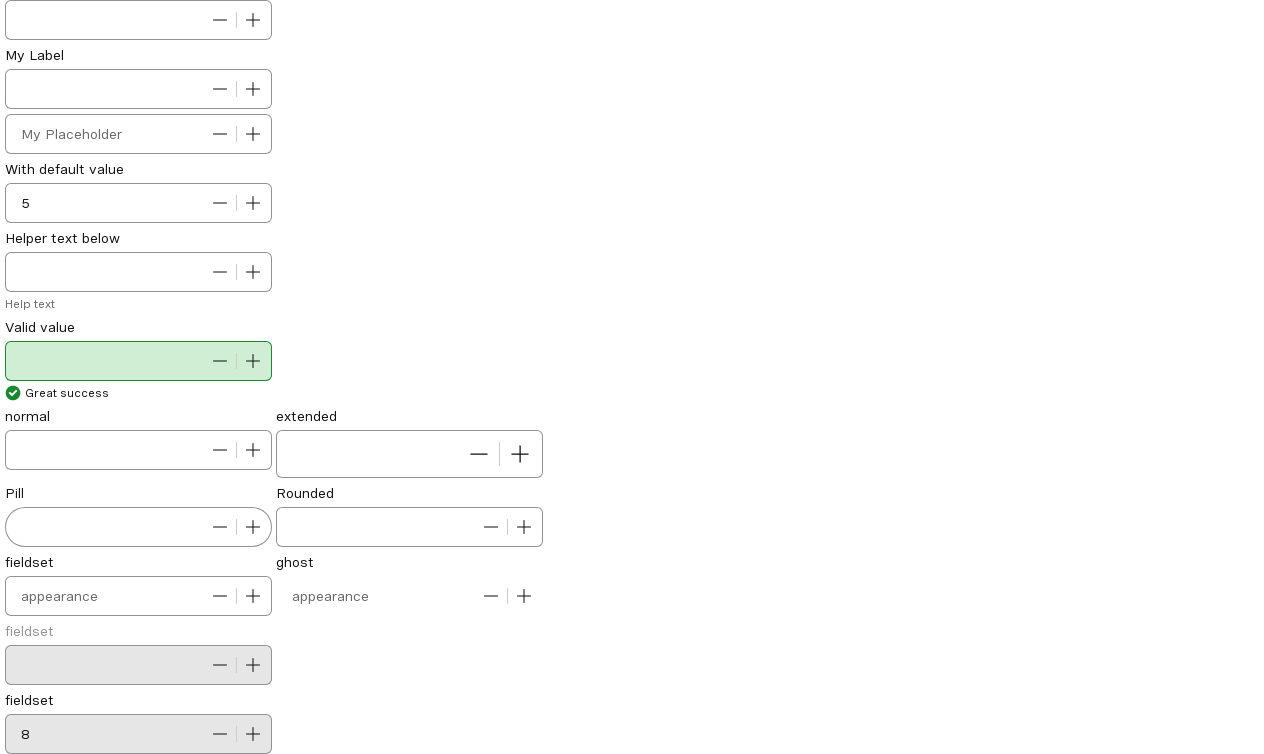 My Label
My Placeholder
With default value
5
Helper text below
Help text
Valid value
Great success
normal extended
Pill Rounded
fieldset ghost
appearance appearance
fieldset
fieldset
8